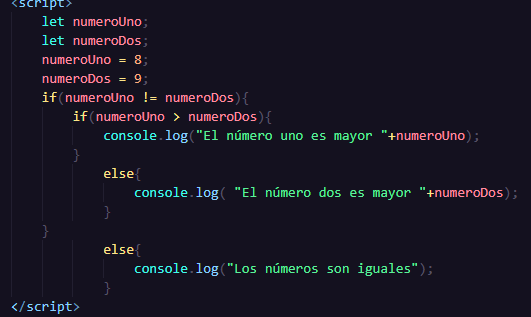 <script>
let numeroUno;
let numeroDos;
numeroUno = 8;
numeroDos = 9;
if(numeroUno != numeroDos){
if(numeroUno > numeroDos){
console.log("El número uno es mayor "+numeroUno);
}
else{
console.log( "El número dos es mayor "+numeroDos);
}
}
else{
console.log("Los números son iguales");
}
</script>